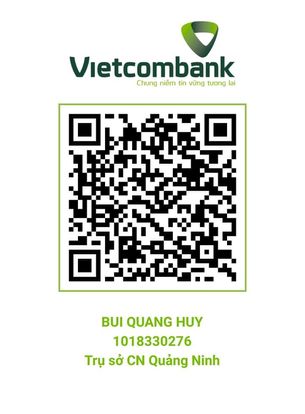 Vietcombank
Chung niềm tin vững tương lai
BUI QUANG HUY
1018330276
Trụ sở CN Quảng Ninh